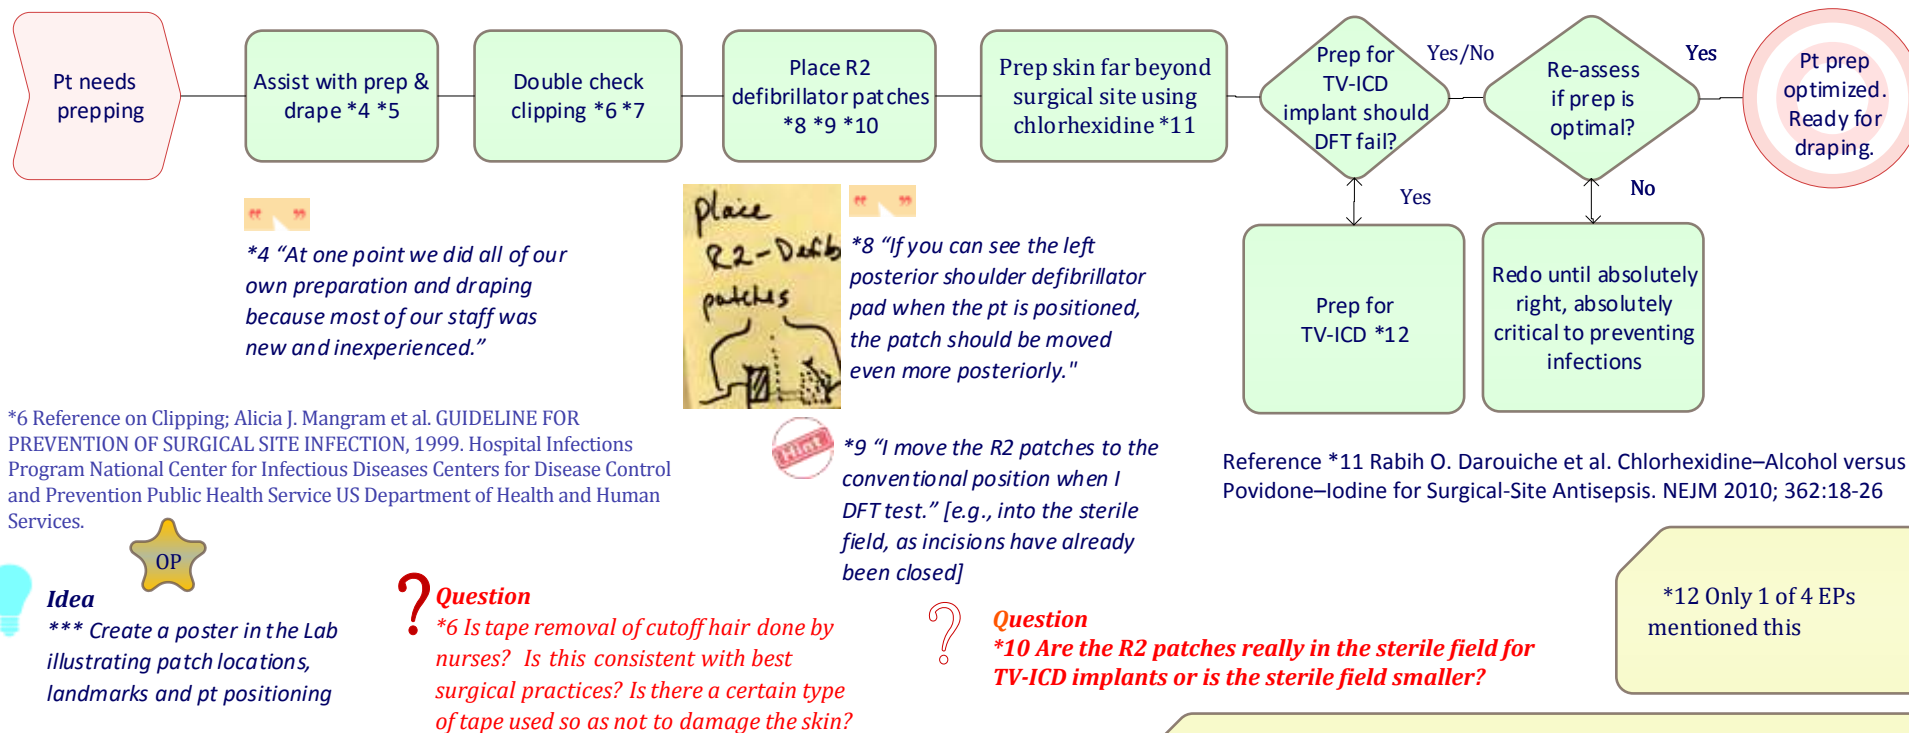 Pt needs
prepping
Assist with prep &
drape *4 *5
Double check
clipping *6 *7
Place R2
defibrillator patches
*8 *9 *10
Prep skin far beyond
surgical site using
chlorhexidine *11
Prep for
TV-ICD
implant should
DFT fail?
Yes/No
Re-assess
if prep is
optimal?
Yes
Pt prep
optimized.
Ready for
draping.
Yes
No
Prep for
TV-ICD *12
Redo until absolutely
right, absolutely
critical to preventing
infections
“ ”
*4 “At one point we did all of our
own preparation and draping
because most of our staff was
new and inexperienced.”
place
R2-Defib
patches
“ ”
*8 “If you can see the left
posterior shoulder defibrillator
pad when the pt is positioned,
the patch should be moved
even more posteriorly."
Hint
*9 “I move the R2 patches to the
conventional position when I
DFT test.” [e.g., into the sterile
field, as incisions have already
been closed]
*6 Reference on Clipping; Alicia J. Mangram et al. GUIDELINE FOR
PREVENTION OF SURGICAL SITE INFECTION, 1999. Hospital Infections
Program National Center for Infectious Diseases Centers for Disease Control
and Prevention Public Health Service US Department of Health and Human
Services.
Reference *11 Rabih O. Darouiche et al. Chlorhexidine–Alcohol versus
Povidone–Iodine for Surgical-Site Antisepsis. NEJM 2010; 362:18-26
OP
Idea
*** Create a poster in the Lab
illustrating patch locations,
landmarks and pt positioning
?
Question
*6 Is tape removal of cutoff hair done by
nurses? Is this consistent with best
surgical practices? Is there a certain type
of tape used so as not to damage the skin?
?
Question
*10 Are the R2 patches really in the sterile field for
TV-ICD implants or is the sterile field smaller?
*12 Only 1 of 4 EPs
mentioned this